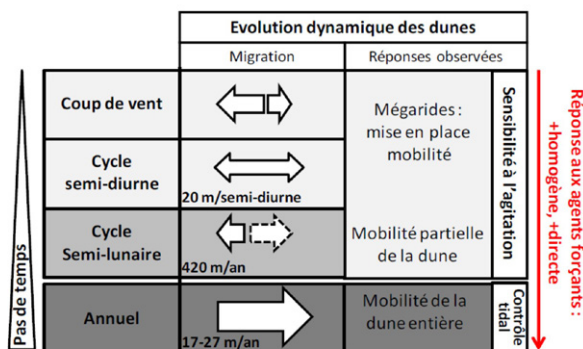 Evolution dynamique des dunes
Migration
Réponses observées
Coup de vent
Mégarides :
mise en place
mobilité
Cycle
semi-diurne
20 m/semi-diurne
Cycle
Semi-lunaire
420 m/an
Mobilité partielle
de la dune
Sensibilité à l'agitation
Annuel
17-27 m/an
Mobilité de la
dune entière
Contrôle
tidal
Pas de temps
Réponse aux agents forçants :
+homogène, +directe